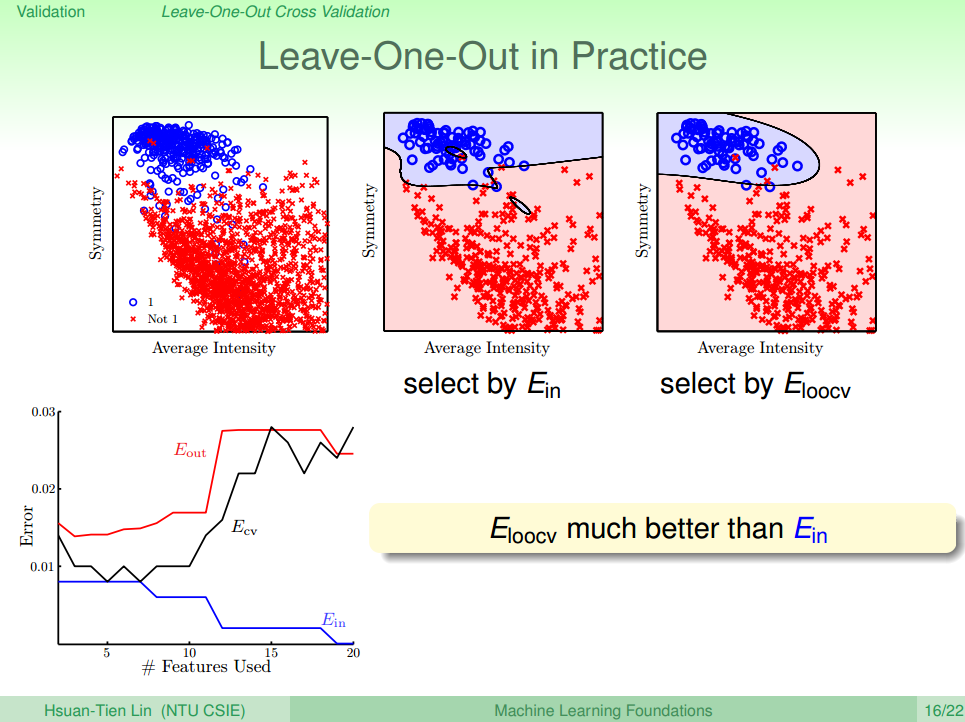 Validation Leave-One-Out Cross Validation
Leave-One-Out in Practice
Symmetry
1
Not 1
Average Intensity
Symmetry
Average Intensity
select by Ein
Symmetry
Average Intensity
select by Eloocv
0.03
0.02
0.01
Error
Eout
Ecv
Ein
5 10 15 20
# Features Used
Eloocv much better than Ein
Hsuan-Tien Lin (NTU CSIE) Machine Learning Foundations 16/22